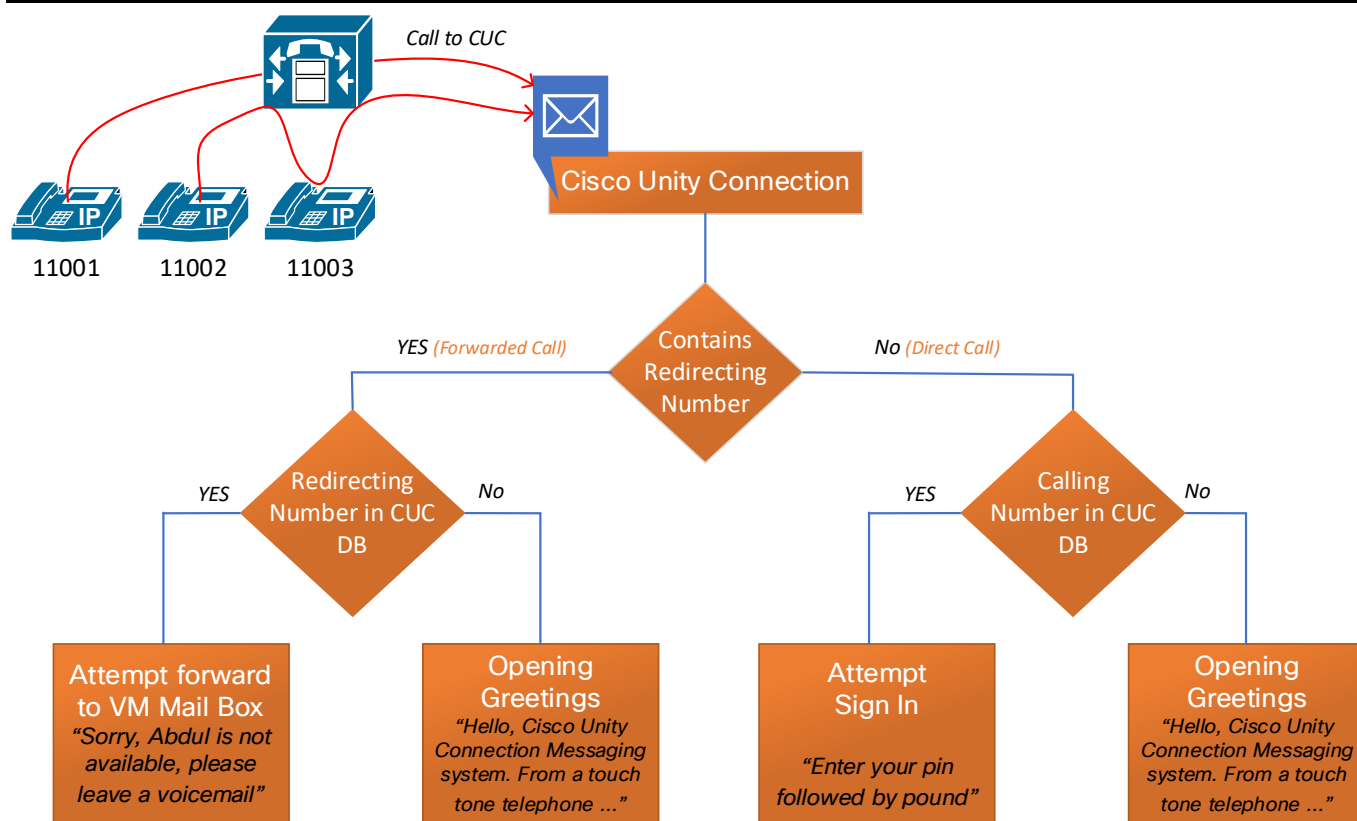 Call to CUC
IP
IP
IP
11001
11002
11003
Cisco Unity Connection
Contains
Redirecting
Number
YES (Forwarded Call)
No (Direct Call)
Redirecting
Number in CUC
DB
YES
No
Calling
Number in CUC
DB
YES
No
Attempt forward
to VM Mail Box
“Sorry, Abdul is not
available, please
leave a voicemail”
Opening
Greetings
“Hello, Cisco Unity
Connection Messaging
system. From a touch
tone telephone ...”
Attempt
Sign In
“Enter your pin
followed by pound”
Opening
Greetings
“Hello, Cisco Unity
Connection Messaging
system. From a touch
tone telephone ...”